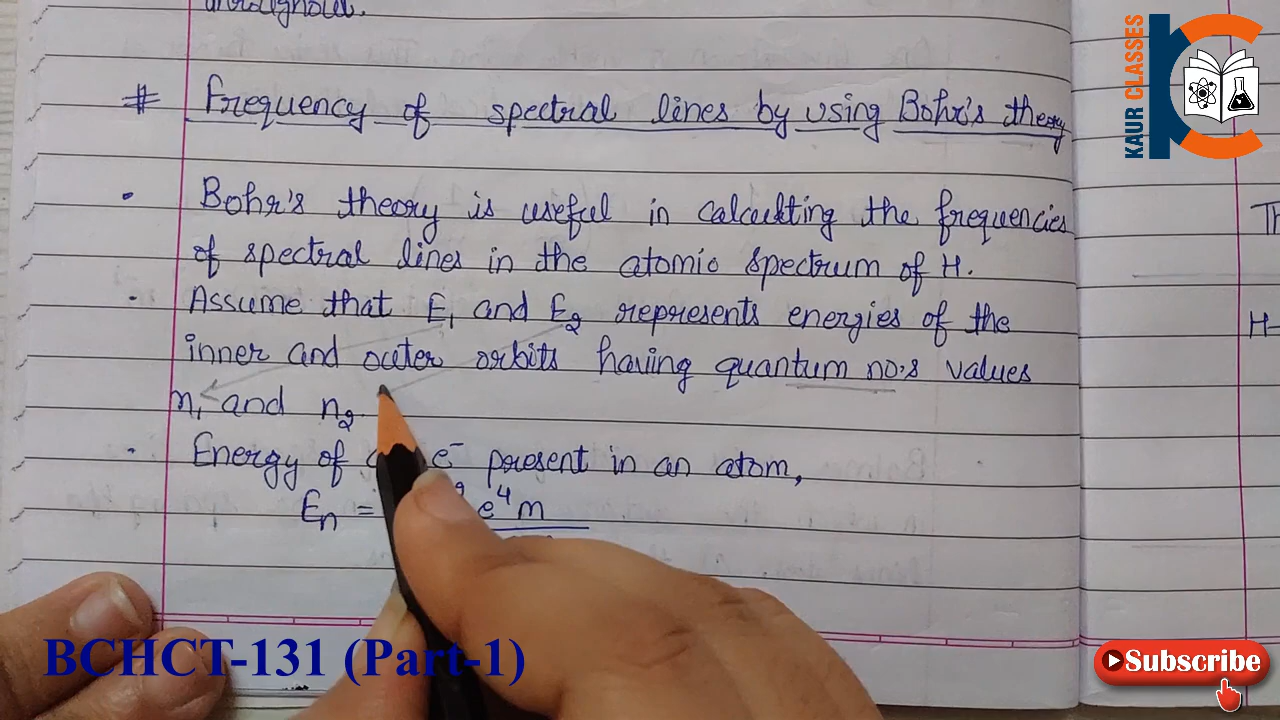 # Frequency of spectral lines by using Bohr's theory
• Bohr's theory is useful in calculating the frequencies
of spectral lines in the atomic spectrum of H.
• Assume that E₁ and E₂ represents energies of the
inner and outer orbits having quantum no.s values
n₁ and n₂
• Energy of e⁻ present in an atom,
Eₙ = e⁴m
H-
KAUR CLASSES
BCHCT-131 (Part-1)
Subscribe